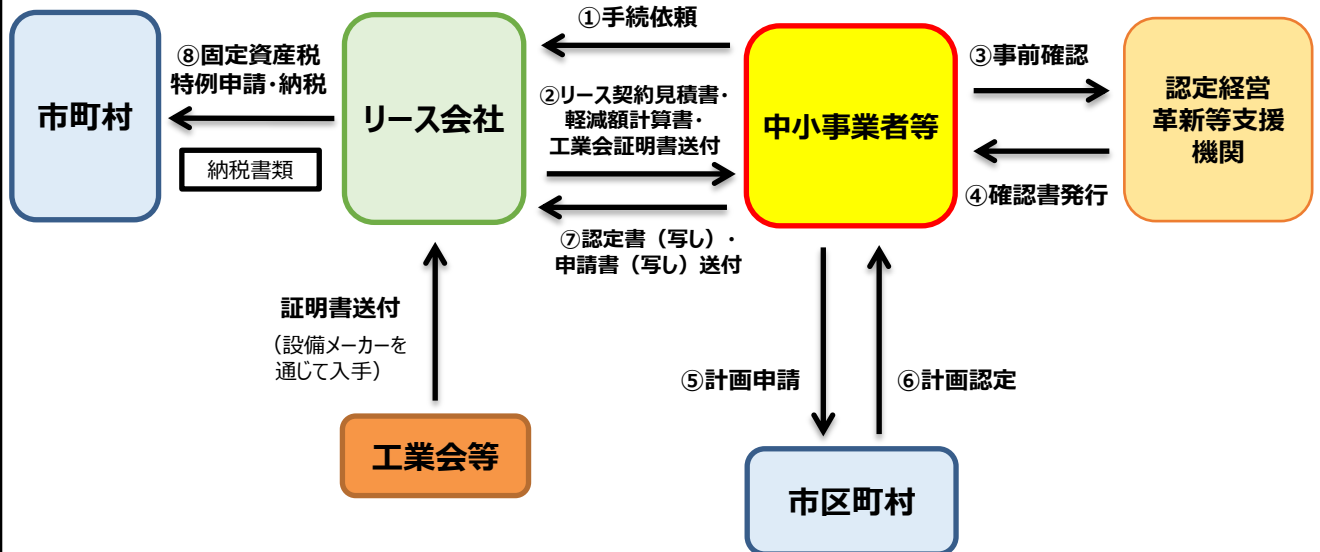 ①手続依頼
⑧固定資産税
特例申請・納税
市町村
納税書類
リース会社
②リース契約見積書・
軽減額計算書・
工業会証明書送付
中小事業者等
③事前確認
④確認書発行
認定経営
革新等支援
機関
⑦認定書（写し）・
申請書（写し）送付
証明書送付
（設備メーカーを
通じて入手）
⑤計画申請
⑥計画認定
工業会等
市区町村